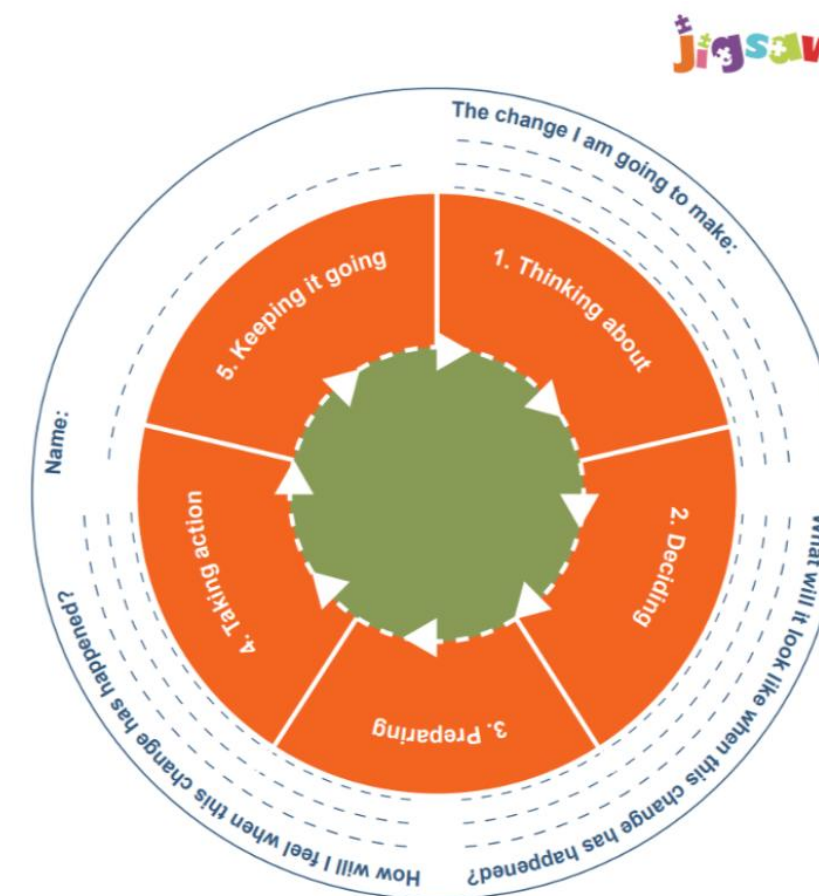 jigsaw
The change I am going to make:
1. Thinking about
2. Deciding
3. Preparing
4. Taking action
5. Keeping it going
What will it look like when this change has happened?
How will I feel when this change has happened?
Name: